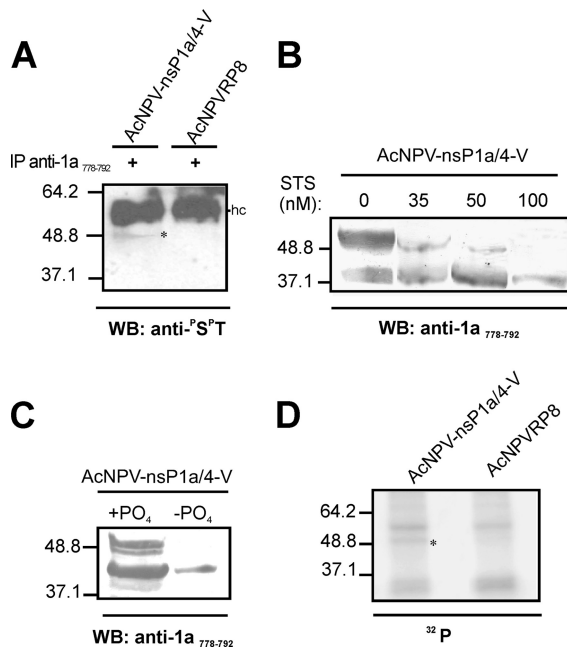 A
AcNPV-nsP1a/4-V
AcNPVRP8
IP anti-1a 778-792 + +
64.2
hc
48.8
*
37.1
WB: anti-ᴾSᴾT
B
AcNPV-nsP1a/4-V
STS
(nM): 0 35 50 100
48.8
37.1
WB: anti-1a 778-792
C
AcNPV-nsP1a/4-V
+PO₄ -PO₄
48.8
37.1
WB: anti-1a 778-792
D
AcNPV-nsP1a/4-V
AcNPVRP8
64.2
48.8
*
37.1
³² P